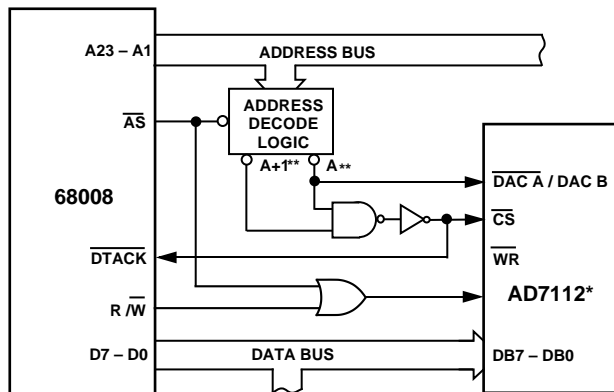 A23 – A1
ADDRESS BUS
AS
ADDRESS
DECODE
LOGIC
A+1**
A**
68008
DAC A / DAC B
CS
DTACK
WR
R / W
AD7112*
D7 – D0
DATA BUS
DB7 – DB0